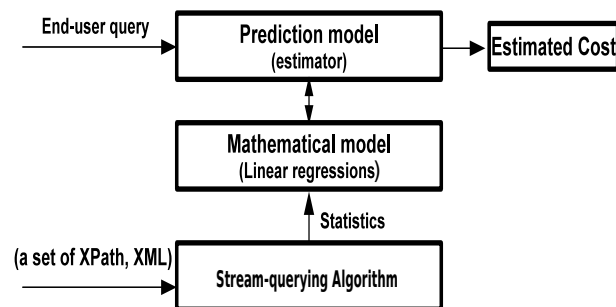 End-user query
Prediction model
(estimator)
Estimated Cost
Mathematical model
(Linear regressions)
Statistics
(a set of XPath, XML)
Stream-querying Algorithm